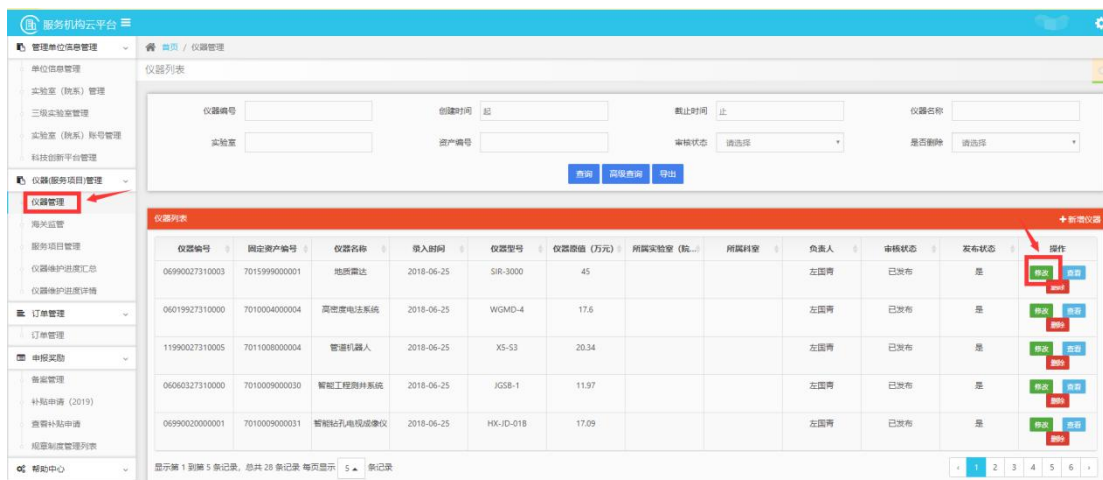 服务机构云平台
管理单位信息管理
单位信息管理
实验室（院系）管理
三级实验室管理
实验室（院系）账号管理
科技创新平台管理
仪器(服务项目)管理
仪器管理
海关监管
服务项目管理
仪器维护进度汇总
仪器维护进度详情
订单管理
订单管理
申报奖励
备案管理
补贴申请（2019）
查看补贴申请
规章制度管理列表
帮助中心
首页 / 仪器管理
仪器列表
仪器编号 创建时间 起 截止时间 止 仪器名称
实验室 资产编号 审核状态 请选择 是否删除 请选择
查询 高级查询 导出
仪器列表 +新增仪器
仪器编号 固定资产编号 仪器名称 录入时间 仪器型号 仪器原值（万元） 所属实验室（院... 所属科室 负责人 审核状态 发布状态 操作
06990027310003 7015999000001 地质雷达 2018-06-25 SIR-3000 45 左国青 已发布 是 修改 查看
删除
06019927310000 7010004000004 高密度电法系统 2018-06-25 WGMD-4 17.6 左国青 已发布 是 修改 查看
删除
11990027310005 7011008000004 管道机器人 2018-06-25 X5-S3 20.34 左国青 已发布 是 修改 查看
删除
06060327310000 7010009000030 智能工程测井系统 2018-06-25 JGSB-1 11.97 左国青 已发布 是 修改 查看
删除
06990020000001 7010009000031 智能钻孔电视成像仪 2018-06-25 HX-JD-01B 17.09 左国青 已发布 是 修改 查看
删除
显示第 1 到第 5 条记录，总共 28 条记录 每页显示 5 条记录
‹ 1 2 3 4 5 6 ›